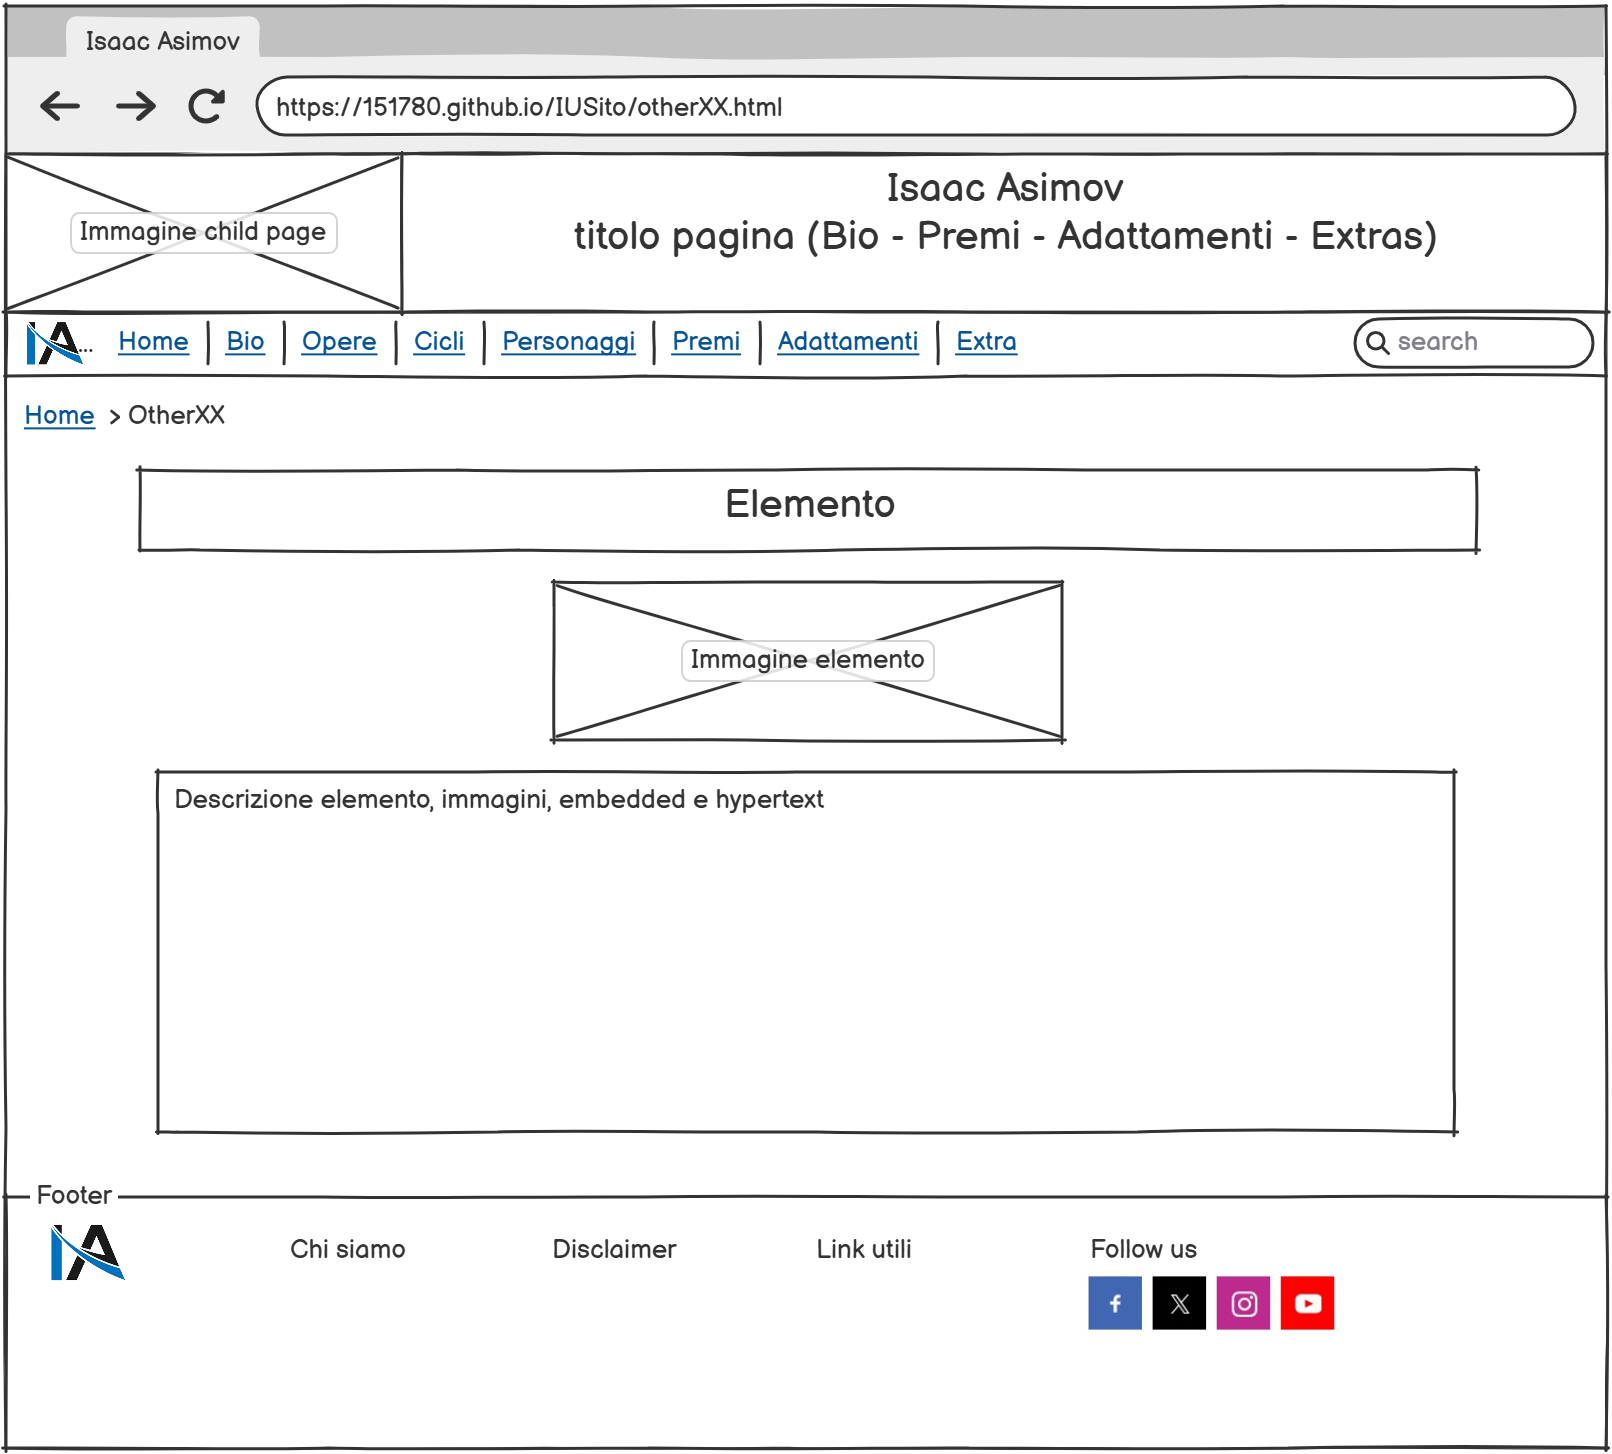 Isaac Asimov
https://151780.github.io/IUSito/otherXX.html
Immagine child page
Isaac Asimov
titolo pagina (Bio - Premi - Adattamenti - Extras)
IA... Home Bio Opere Cicli Personaggi Premi Adattamenti Extra search
Home > OtherXX
Elemento
Immagine elemento
Descrizione elemento, immagini, embedded e hypertext
Footer
IA Chi siamo Disclaimer Link utili Follow us